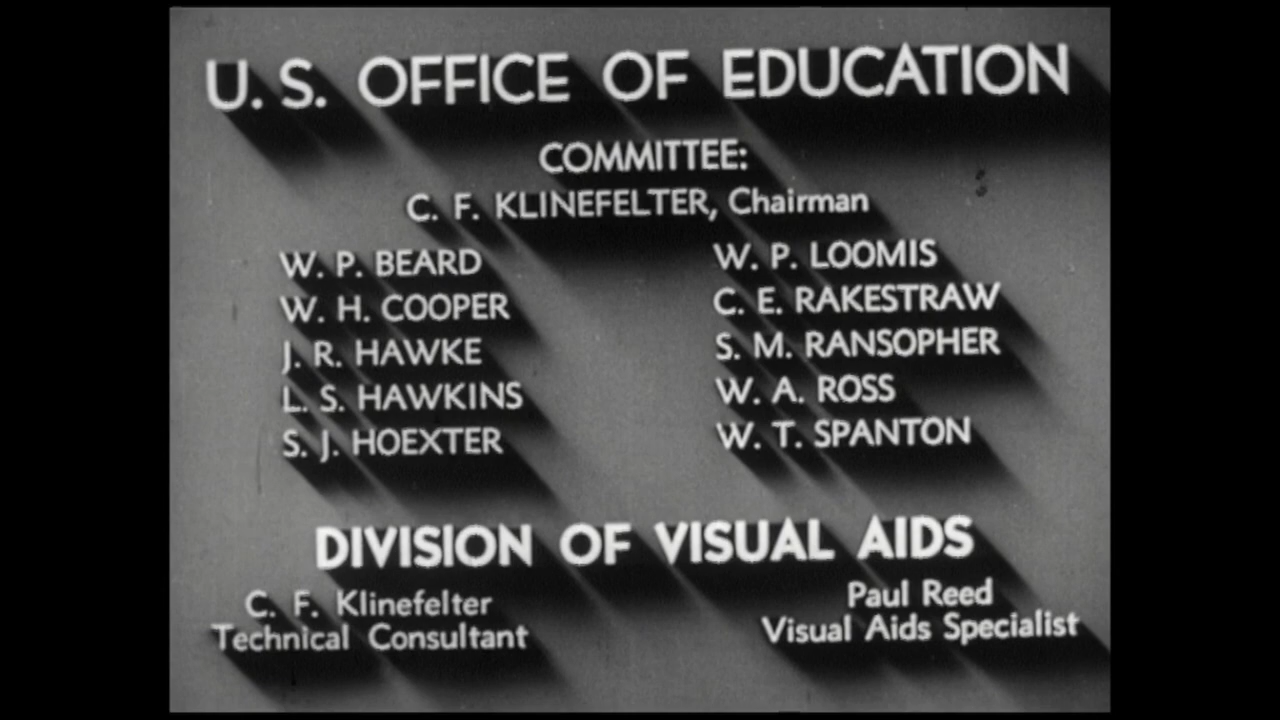 U. S. OFFICE OF EDUCATION
COMMITTEE:
C. F. KLINEFELTER, Chairman
W. P. BEARD
W. H. COOPER
J. R. HAWKE
L. S. HAWKINS
S. J. HOEXTER
W. P. LOOMIS
C. E. RAKESTRAW
S. M. RANSOPHER
W. A. ROSS
W. T. SPANTON
DIVISION OF VISUAL AIDS
C. F. Klinefelter
Technical Consultant
Paul Reed
Visual Aids Specialist